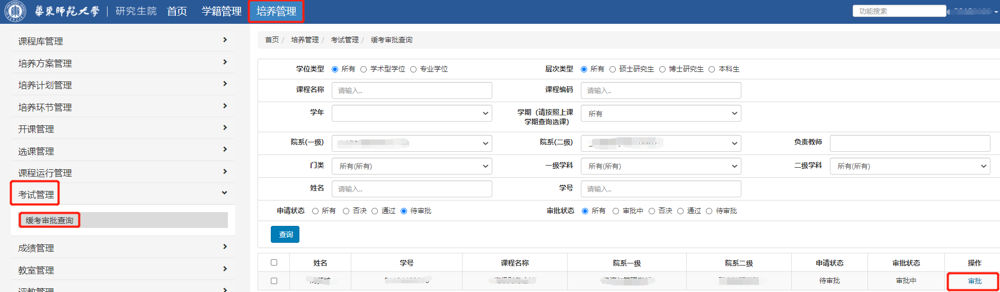 華東師範大學 研究生院 首页 学籍管理 培养管理 功能搜索
课程库管理
培养方案管理
培养计划管理
培养环节管理
开课管理
选课管理
课程运行管理
考试管理
缓考审批查询
成绩管理
教室管理
评教管理
首页 / 培养管理 / 考试管理 / 缓考审批查询
学位类型 所有 学术型学位 专业学位 层次类型 所有 硕士研究生 博士研究生 本科生
课程名称 请输入.. 课程编码 请输入..
学年 学期（请按照上课 所有
学期查询选课）
院系(一级) 院系(二级) 负责教师
门类 所有(所有) 一级学科 所有(所有) 二级学科 所有(所有)
姓名 请输入.. 学号 请输入..
申请状态 所有 否决 通过 待审批 审批状态 所有 审批中 否决 通过 待审批
查询
姓名 学号 课程名称 院系一级 院系二级 申请状态 审批状态 操作
待审批 审批中 审批